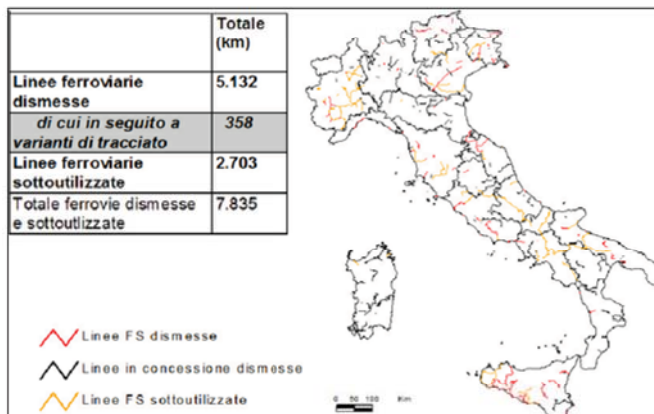 Totale
(km)
Linee ferroviarie
dismesse
5.132
di cui in seguito a
varianti di tracciato
358
Linee ferroviarie
sottoutilizzate
2.703
Totale ferrovie dismesse
e sottoutlizzate
7.835
Linee FS dismesse
Linee in concessione dismesse
Linee FS sottoutilizzate
0 50 100 Km